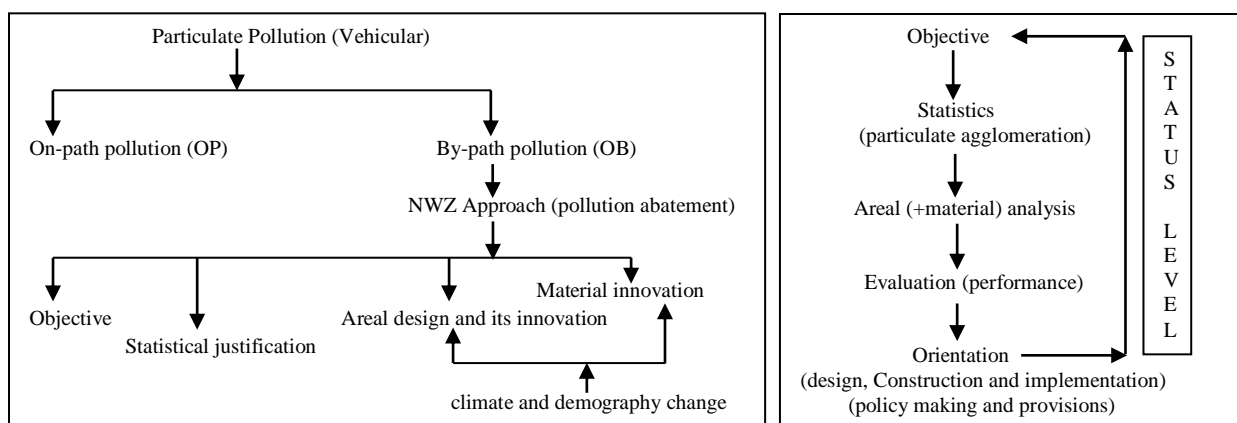 Particulate Pollution (Vehicular)
On-path pollution (OP)
By-path pollution (OB)
NWZ Approach (pollution abatement)
Material innovation
Objective
Areal design and its innovation
Statistical justification
climate and demography change
Objective
Statistics
(particulate agglomeration)
Areal (+material) analysis
Evaluation (performance)
Orientation
(design, Construction and implementation)
(policy making and provisions)
STATUS LEVEL